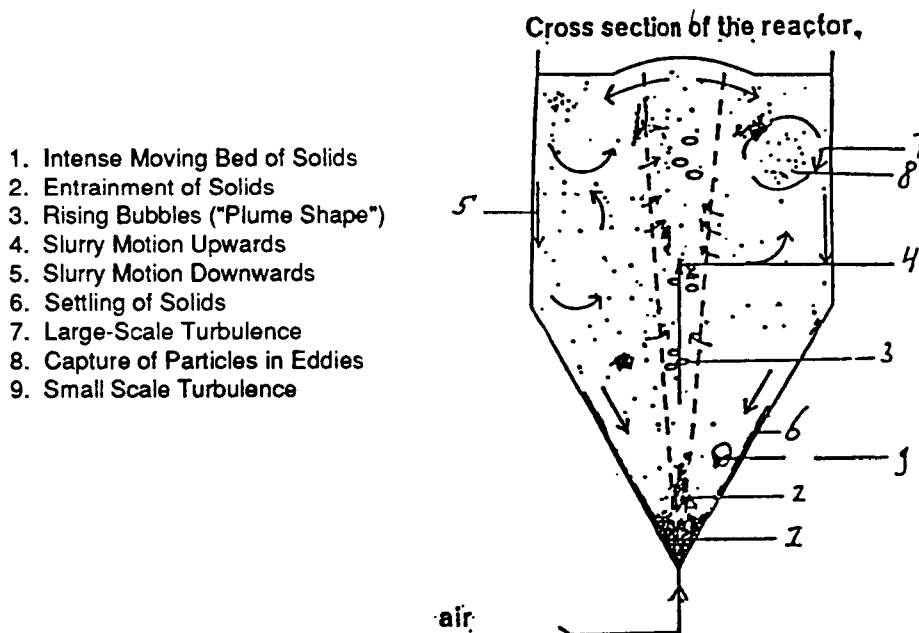 Cross section of the reactor.
1. Intense Moving Bed of Solids
2. Entrainment of Solids
3. Rising Bubbles ("Plume Shape")
4. Slurry Motion Upwards
5. Slurry Motion Downwards
6. Settling of Solids
7. Large-Scale Turbulence
8. Capture of Particles in Eddies
9. Small Scale Turbulence
7
8
5
4
3
6
9
2
1
air